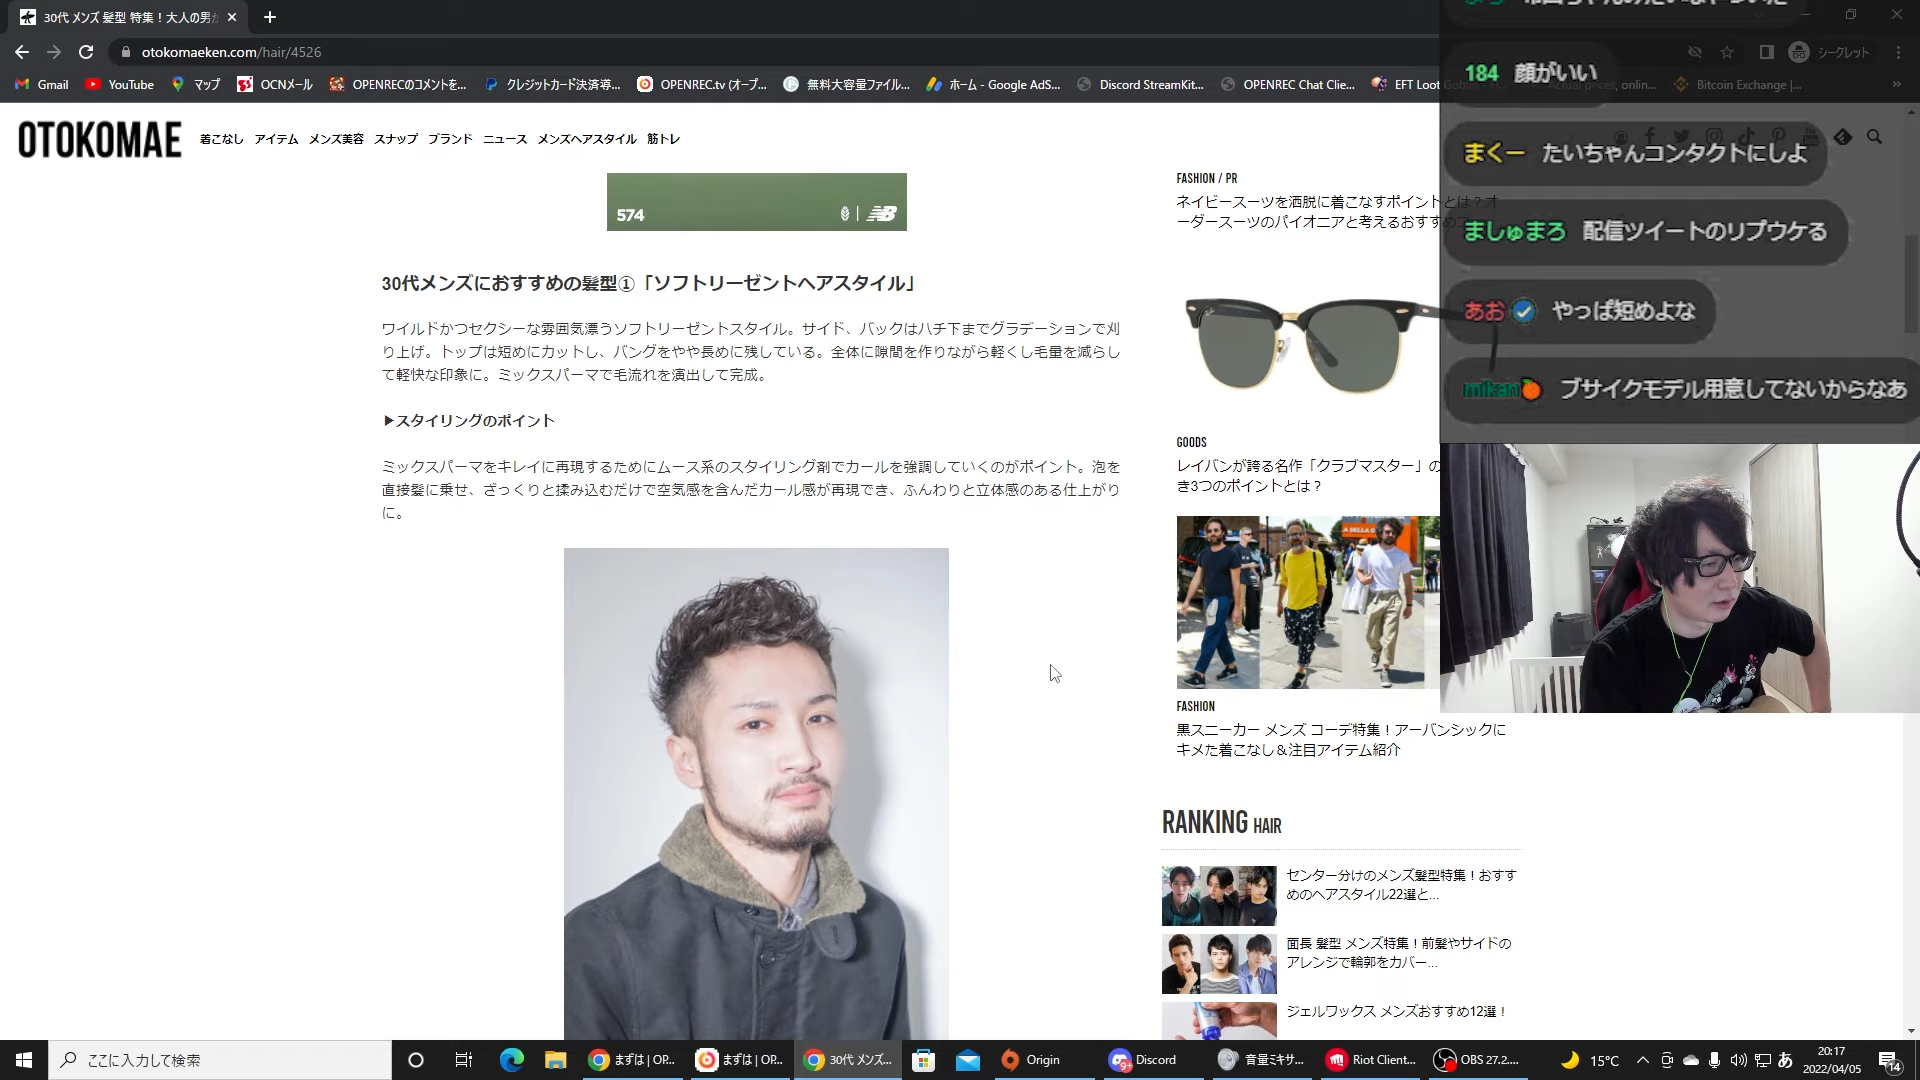 30代 メンズ 髪型 特集！大人の男が
otokomaeken.com/hair/4526
シークレット
Gmail
YouTube
マップ
OCNメール
OPENRECのコメントを...
クレジットカード決済導...
OPENREC.tv (オープ...
無料大容量ファイル...
ホーム - Google AdS...
Discord StreamKit...
OPENREC Chat Clie...
EFT Loot Goblin - H...
Actual prices, onlin...
Bitcoin Exchange |...
OTOKOMAE
着こなし アイテム メンズ美容 スナップ ブランド ニュース メンズヘアスタイル 筋トレ
574
NB
30代メンズにおすすめの髪型①「ソフトリーゼントヘアスタイル」
ワイルドかつセクシーな雰囲気漂うソフトリーゼントスタイル。サイド、バックはハチ下までグラデーションで刈
り上げ。トップは短めにカットし、バングをやや長めに残している。全体に隙間を作りながら軽くし毛量を減らし
て軽快な印象に。ミックスパーマで毛流れを演出して完成。
▶スタイリングのポイント
ミックスパーマをキレイに再現するためにムース系のスタイリング剤でカールを強調していくのがポイント。泡を
直接髪に乗せ、ざっくりと揉み込むだけで空気感を含んだカール感が再現でき、ふんわりと立体感のある仕上がり
に。
FASHION / PR
ネイビースーツを洒脱に着こなすポイントとは？オ
ーダースーツのパイオニアと考えるおすすめコ
GOODS
レイバンが誇る名作「クラブマスター」の
き3つのポイントとは？
FASHION
黒スニーカー メンズ コーデ特集！アーバンシックに
キメた着こなし＆注目アイテム紹介
RANKING HAIR
センター分けのメンズ髪型特集！おすす
めのヘアスタイル22選と...
面長 髪型 メンズ特集！前髪やサイドの
アレンジで輪郭をカバー...
ジェルワックス メンズおすすめ12選！
184 顔がいい
まくー たいちゃんコンタクトにしよ
ましゅまろ 配信ツイートのリプウケる
あお やっぱ短めよな
mikan🍊 ブサイクモデル用意してないからなあ
ここに入力して検索
まずは | OP...
まずは | OP...
30代 メンズ...
Origin
9+
Discord
音量ミキサ...
Riot Client...
OBS 27.2....
15°C
あ
20:17
2022/04/05
14